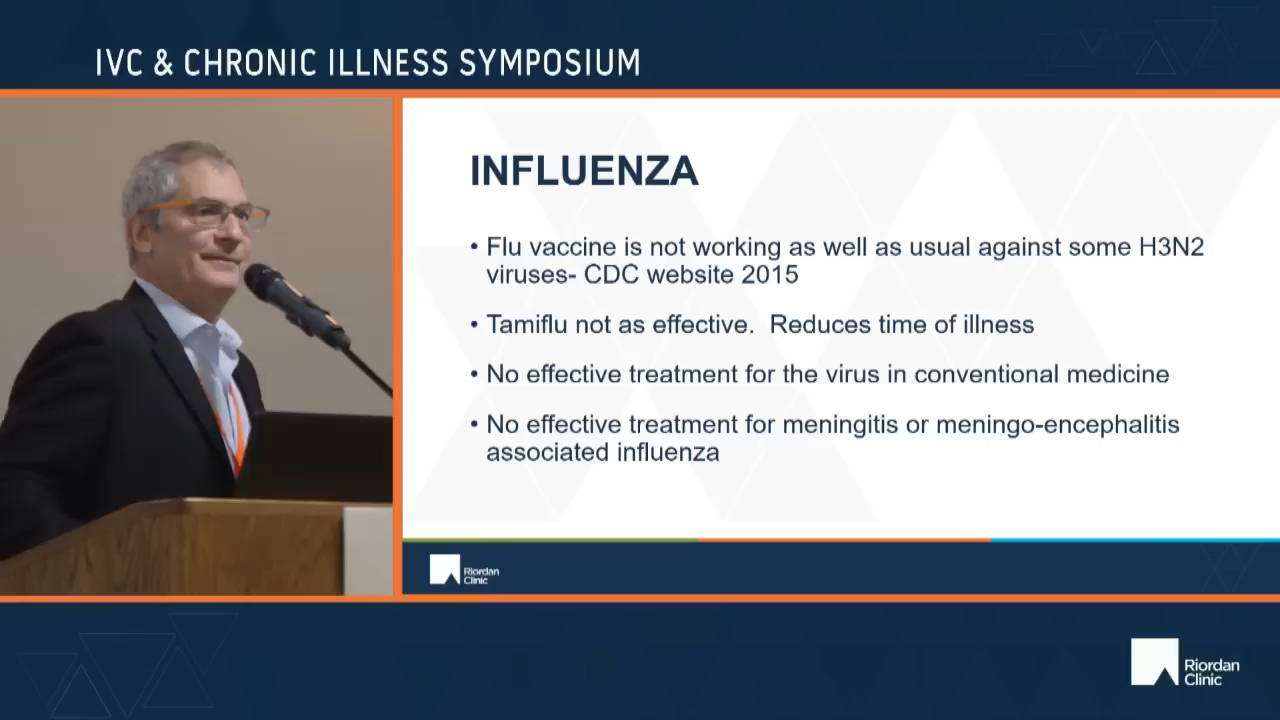 IVC & CHRONIC ILLNESS SYMPOSIUM
INFLUENZA
• Flu vaccine is not working as well as usual against some H3N2
viruses- CDC website 2015
• Tamiflu not as effective.  Reduces time of illness
• No effective treatment for the virus in conventional medicine
• No effective treatment for meningitis or meningo-encephalitis
associated influenza
Riordan
Clinic
Riordan
Clinic